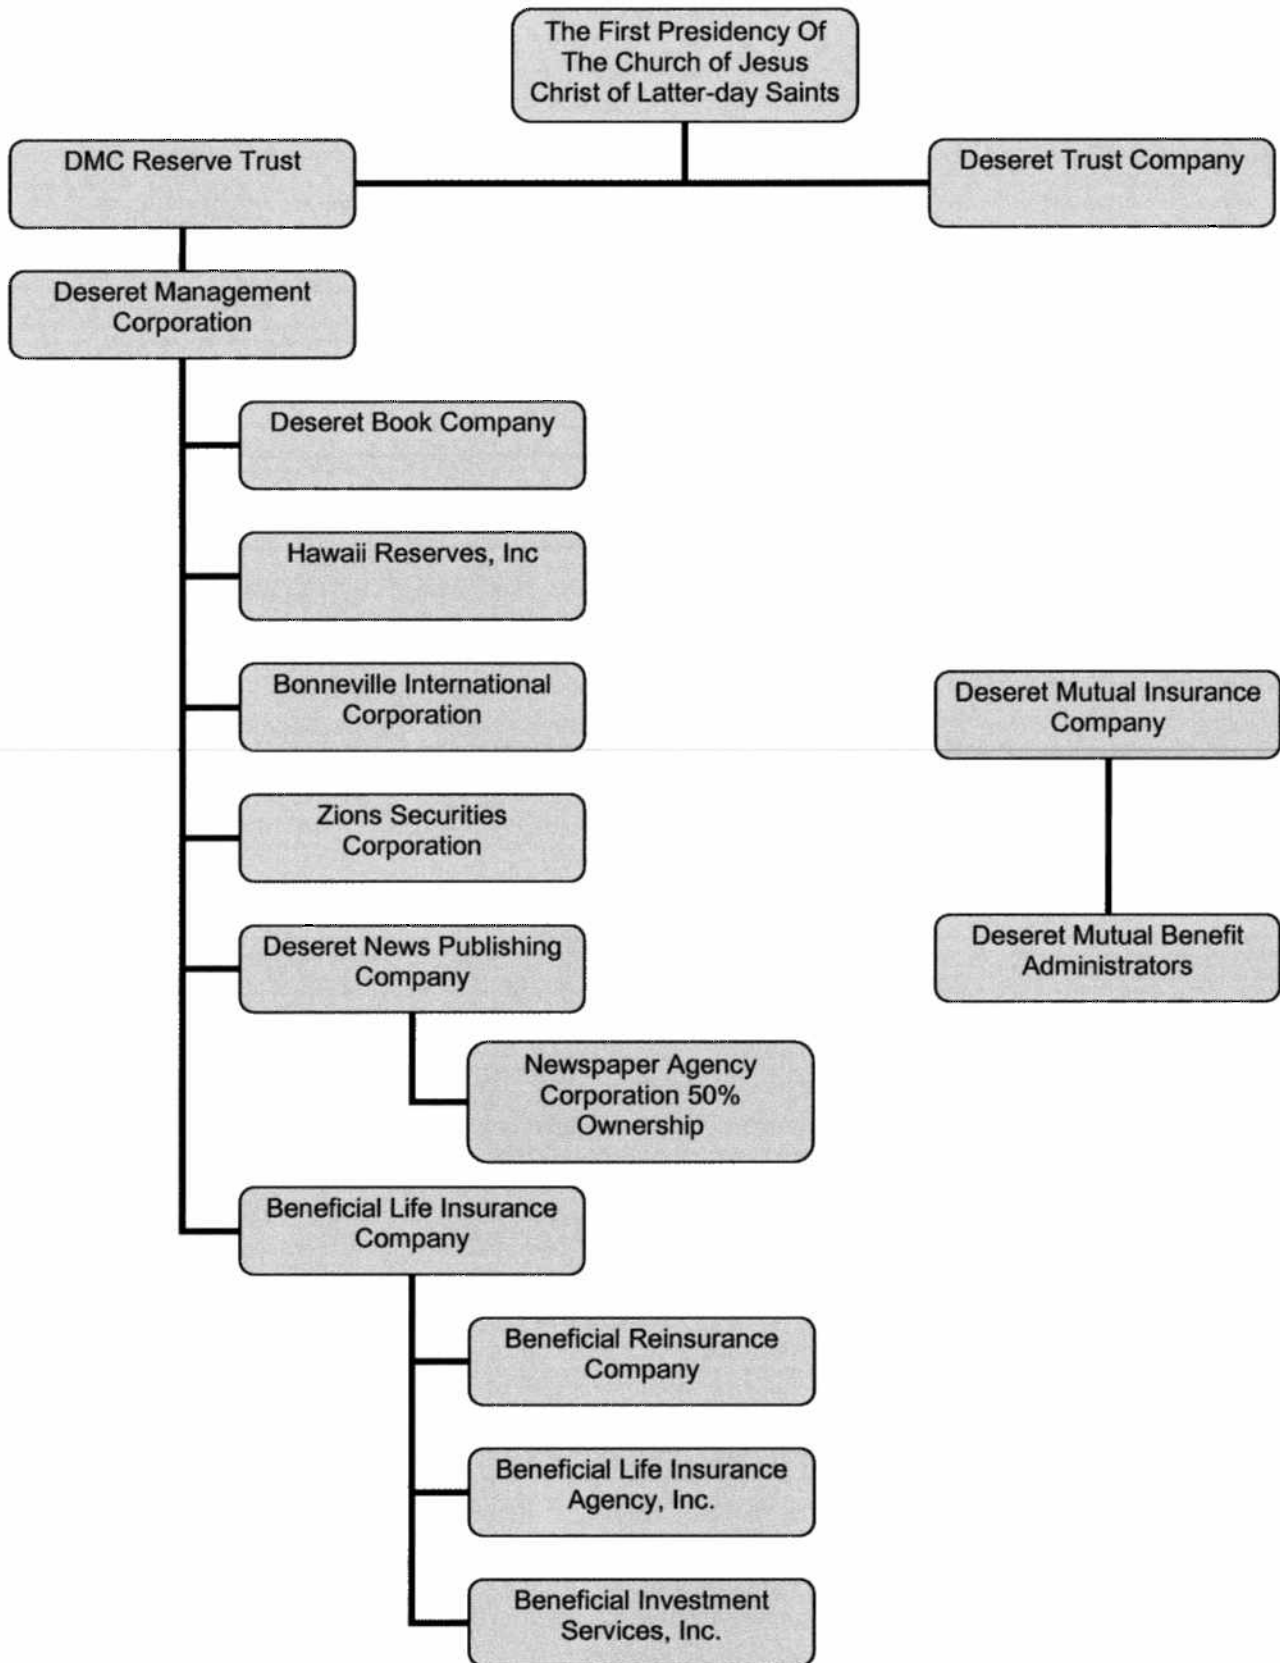 The First Presidency Of
The Church of Jesus
Christ of Latter-day Saints
DMC Reserve Trust
Deseret Trust Company
Deseret Management
Corporation
Deseret Book Company
Hawaii Reserves, Inc
Bonneville International
Corporation
Deseret Mutual Insurance
Company
Zions Securities
Corporation
Deseret News Publishing
Company
Deseret Mutual Benefit
Administrators
Newspaper Agency
Corporation 50%
Ownership
Beneficial Life Insurance
Company
Beneficial Reinsurance
Company
Beneficial Life Insurance
Agency, Inc.
Beneficial Investment
Services, Inc.